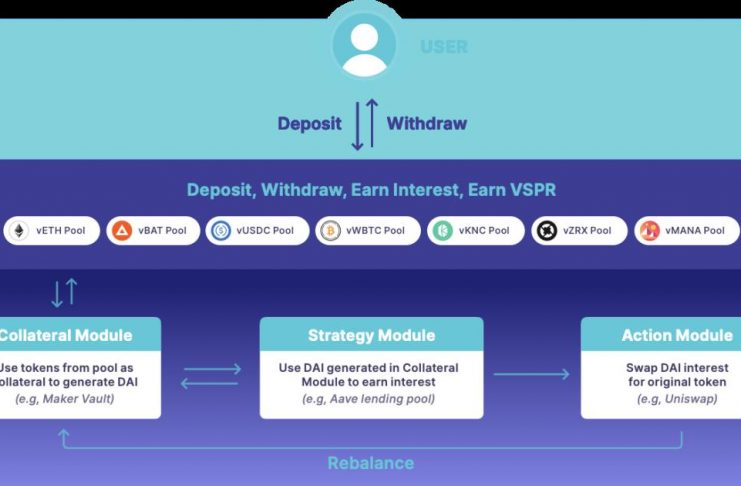 USER
Deposit
Withdraw
Deposit, Withdraw, Earn Interest, Earn VSPR
vETH Pool
vBAT Pool
vUSDC Pool
vWBTC Pool
vKNC Pool
vZRX Pool
vMANA Pool
Collateral Module
Use tokens from pool as
ollateral to generate DAI
(e.g, Maker Vault)
Strategy Module
Use DAI generated in Collateral
Module to earn interest
(e.g, Aave lending pool)
Action Module
Swap DAI interest
for original token
(e.g, Uniswap)
Rebalance